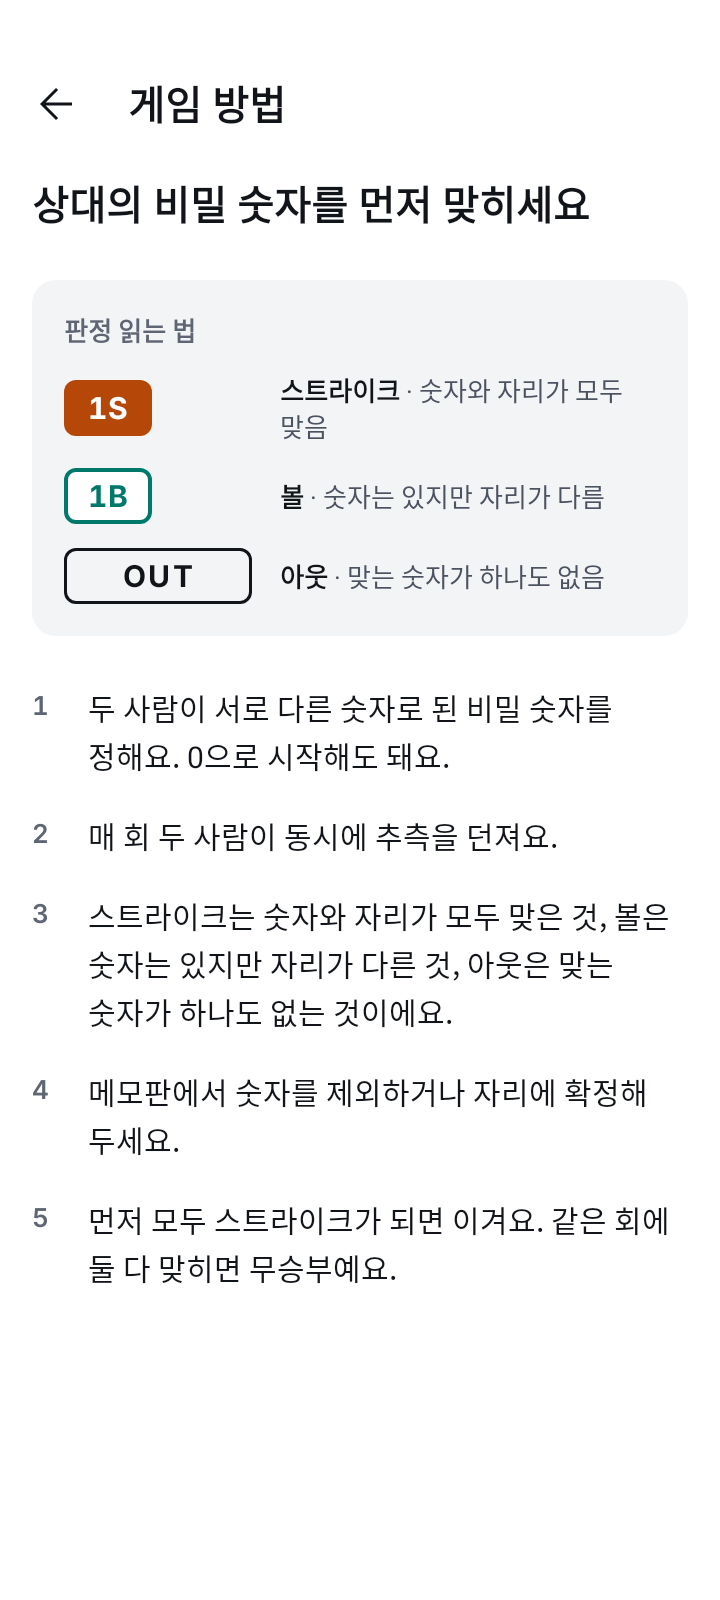 게임 방법
상대의 비밀 숫자를 먼저 맞히세요
판정 읽는 법
1S
스트라이크 · 숫자와 자리가 모두
맞음
1B
볼 · 숫자는 있지만 자리가 다름
OUT
아웃 · 맞는 숫자가 하나도 없음
1 두 사람이 서로 다른 숫자로 된 비밀 숫자를
정해요. 0으로 시작해도 돼요.
2 매 회 두 사람이 동시에 추측을 던져요.
3 스트라이크는 숫자와 자리가 모두 맞은 것, 볼은
숫자는 있지만 자리가 다른 것, 아웃은 맞는
숫자가 하나도 없는 것이에요.
4 메모판에서 숫자를 제외하거나 자리에 확정해
두세요.
5 먼저 모두 스트라이크가 되면 이겨요. 같은 회에
둘 다 맞히면 무승부예요.